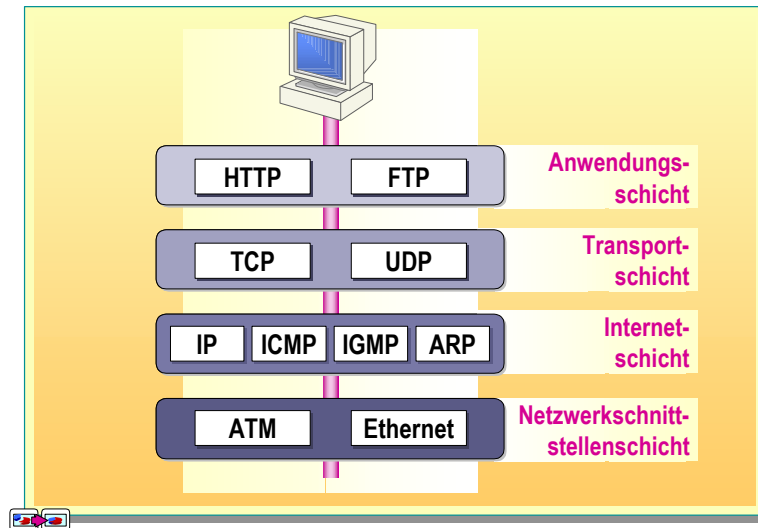 HTTP FTP Anwendungs-
schicht
TCP UDP Transport-
schicht
IP ICMP IGMP ARP Internet-
schicht
ATM Ethernet Netzwerkschnitt-
stellenschicht